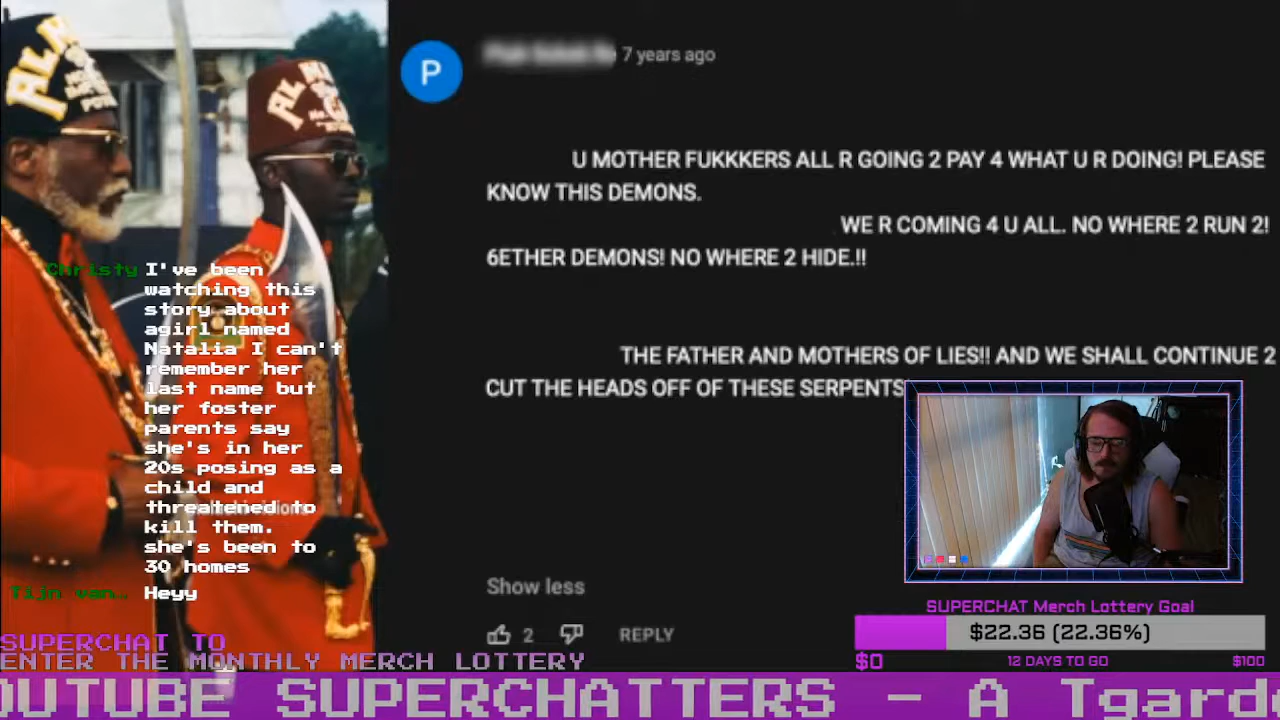 P
7 years ago
U MOTHER FUKKKERS ALL R GOING 2 PAY 4 WHAT U R DOING! PLEASE
KNOW THIS DEMONS.
WE R COMING 4 U ALL. NO WHERE 2 RUN 2!
6ETHER DEMONS! NO WHERE 2 HIDE.!!
THE FATHER AND MOTHERS OF LIES!! AND WE SHALL CONTINUE 2
CUT THE HEADS OFF OF THESE SERPENTS
Show less
2
REPLY
Christy I've been
watching this
story about
agirl named
Natalia I can't
remember her
last name but
her foster
parents say
she's in her
20s posing as a
child and
threatened to
kill them.
she's been to
30 homes
Tijn van… Heyy
SUPERCHAT TO
ENTER THE MONTHLY MERCH LOTTERY
SUPERCHAT Merch Lottery Goal
$22.36 (22.36%)
$0 12 DAYS TO GO $100
OUTUBE SUPERCHATTERS - A Tgard